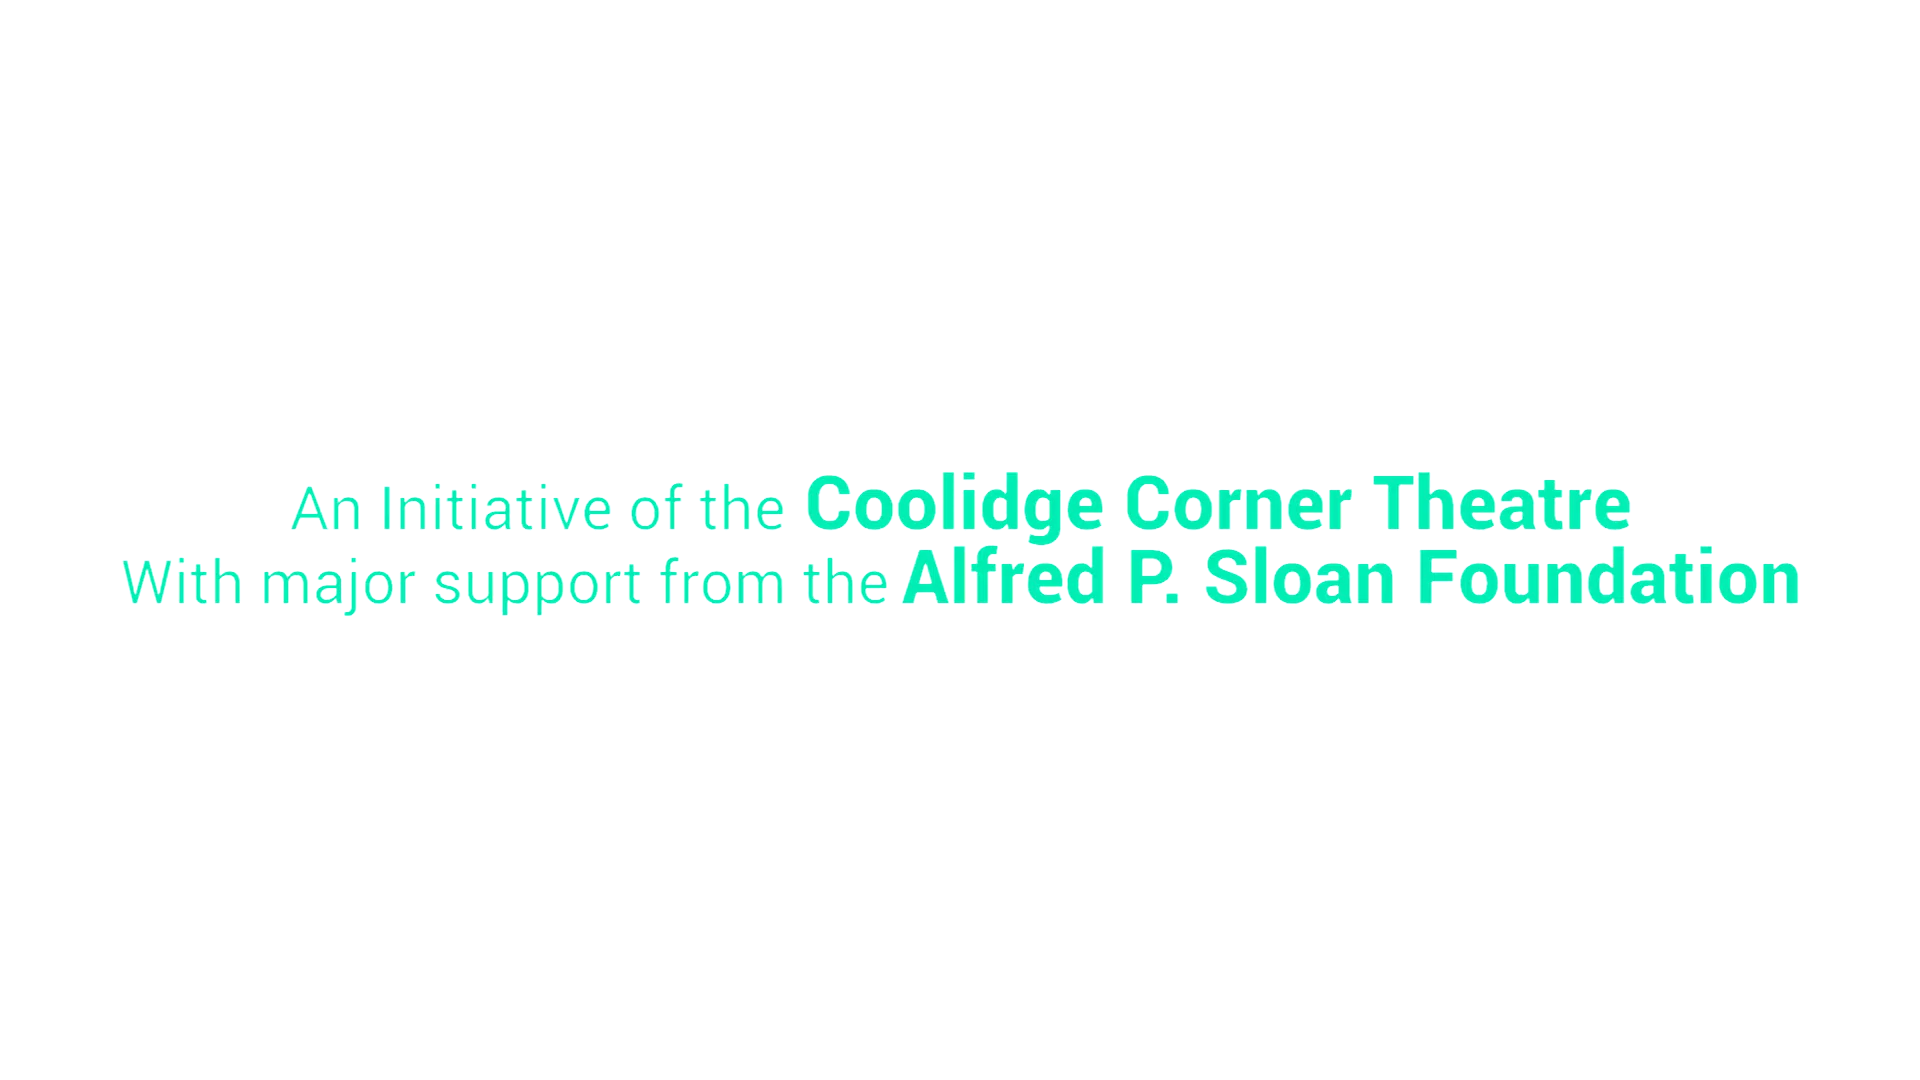 An Initiative of the Coolidge Corner Theatre
With major support from the Alfred P. Sloan Foundation